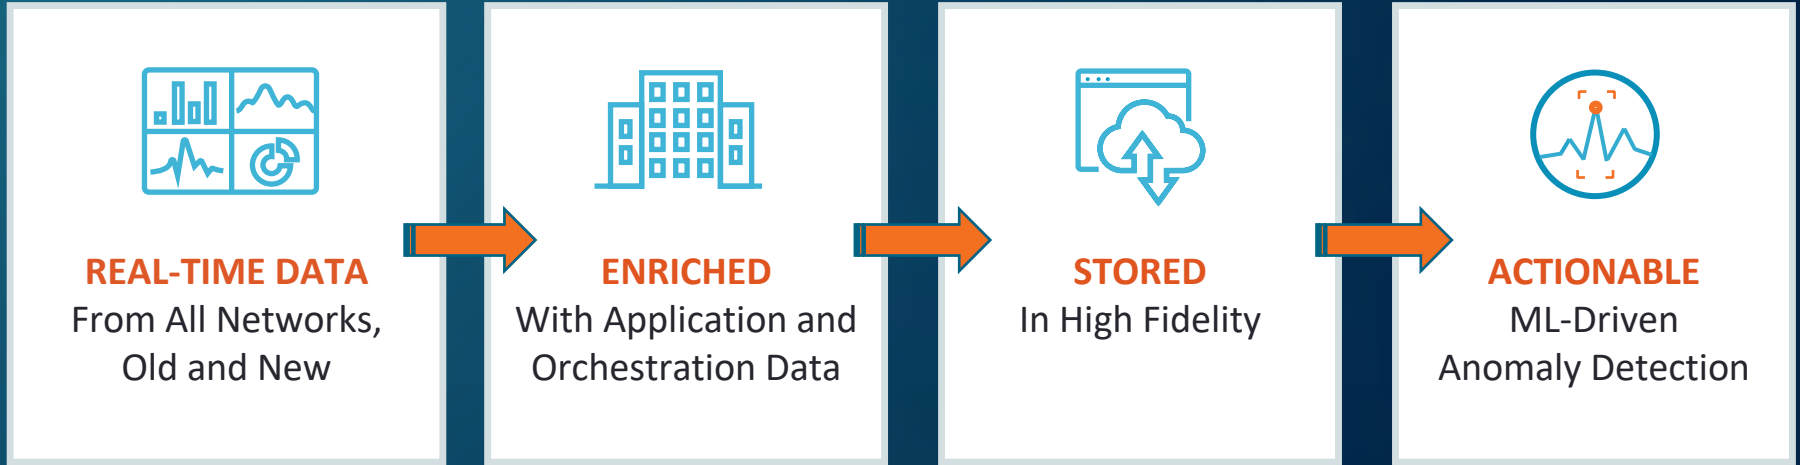 REAL-TIME DATA
From All Networks,
Old and New
ENRICHED
With Application and
Orchestration Data
STORED
In High Fidelity
ACTIONABLE
ML-Driven
Anomaly Detection